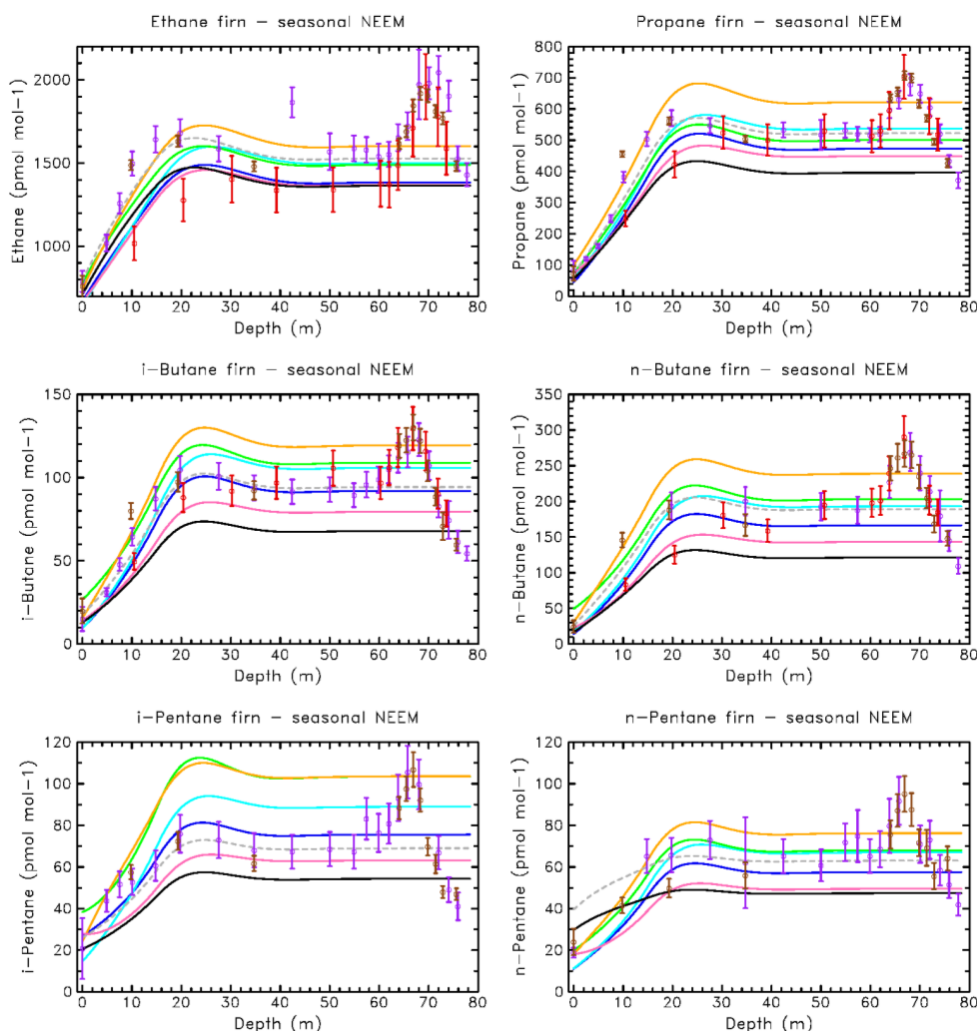 Ethane firn – seasonal NEEM
Ethane (pmol mol–1)
2000
1500
1000
0 10 20 30 40 50 60 70 80
Depth (m)
Propane firn – seasonal NEEM
Propane (pmol mol–1)
800
700
600
500
400
300
200
100
0
0 10 20 30 40 50 60 70 80
Depth (m)
i–Butane firn – seasonal NEEM
i–Butane (pmol mol–1)
150
100
50
0
0 10 20 30 40 50 60 70 80
Depth (m)
n–Butane firn – seasonal NEEM
n–Butane (pmol mol–1)
350
300
250
200
150
100
50
0
0 10 20 30 40 50 60 70 80
Depth (m)
i–Pentane firn – seasonal NEEM
i–Pentane (pmol mol–1)
120
100
80
60
40
20
0
0 10 20 30 40 50 60 70 80
Depth (m)
n–Pentane firn – seasonal NEEM
n–Pentane (pmol mol–1)
120
100
80
60
40
20
0
0 10 20 30 40 50 60 70 80
Depth (m)